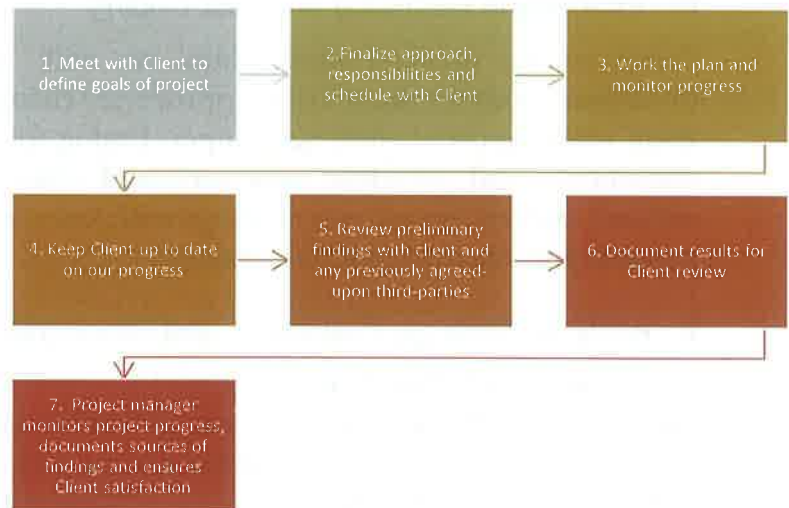 1. Meet with Client to
define goals of project
2.Finalize approach,
responsibilities and
schedule with Client
3. Work the plan and
monitor progress
4. Keep Client up to date
on our progress
5. Review preliminary
findings with client and
any previously agreed-
upon third-parties
6. Document results for
Client review
7. Project manager
monitors project progress,
documents sources of
findings and ensures
Client satisfaction